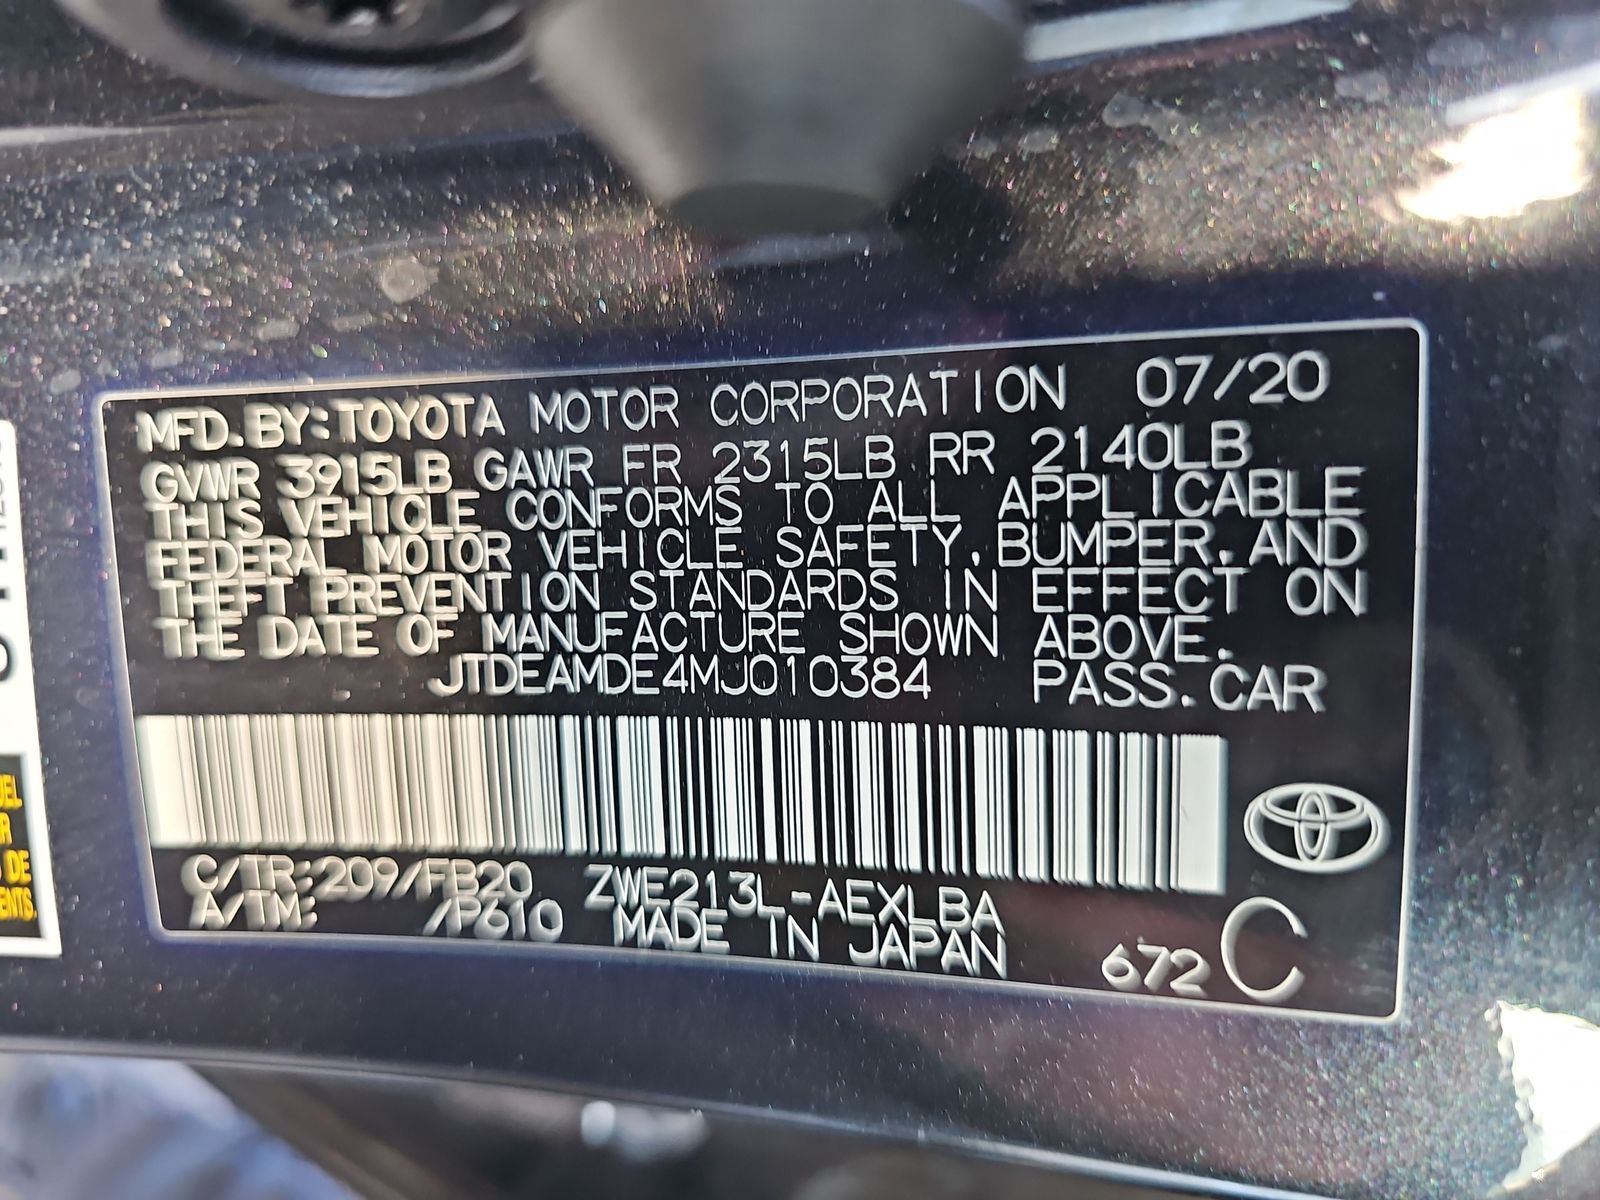 MFD. BY: TOYOTA MOTOR CORPORATION 07/20
GVWR 3915LB GAWR FR 2315LB RR 2140LB
THIS VEHICLE CONFORMS TO ALL APPLICABLE
FEDERAL MOTOR VEHICLE SAFETY, BUMPER, AND
THEFT PREVENTION STANDARDS IN EFFECT ON
THE DATE OF MANUFACTURE SHOWN ABOVE.
JTDEAMDE4MJ010384 PASS. CAR
C/TR: 209/FB20 ZWE213L-AEXLBA
A/TM: /P610 MADE IN JAPAN 672 C
DE